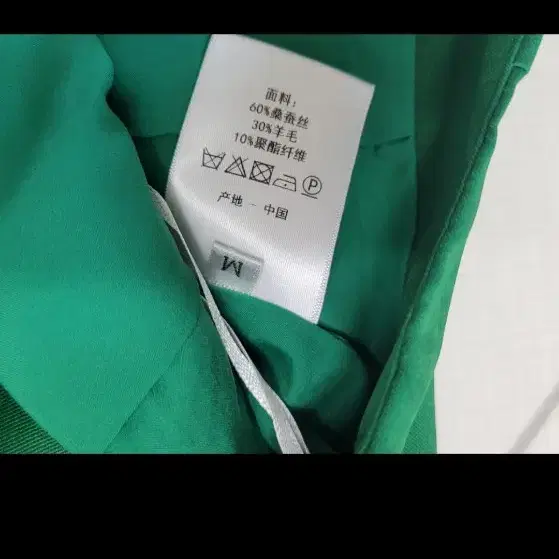 面料:
60%桑蚕丝
30%羊毛
10%聚酯纤维
P
产地 - 中国
M